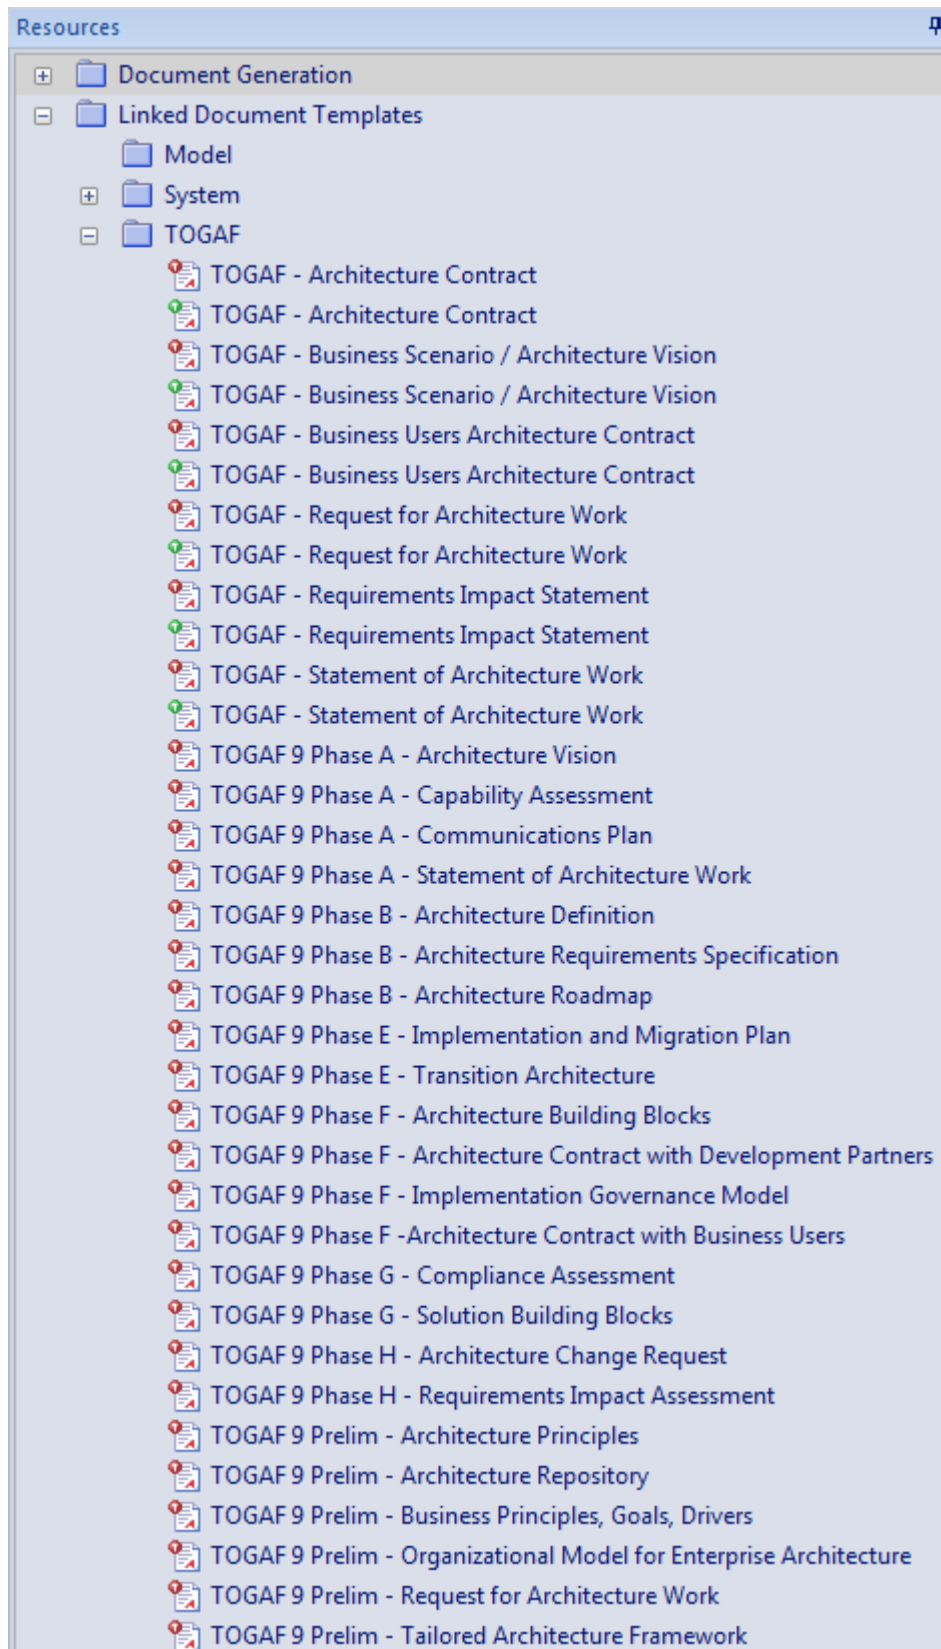 Resources
Document Generation
Linked Document Templates
Model
System
TOGAF
TOGAF - Architecture Contract
TOGAF - Architecture Contract
TOGAF - Business Scenario / Architecture Vision
TOGAF - Business Scenario / Architecture Vision
TOGAF - Business Users Architecture Contract
TOGAF - Business Users Architecture Contract
TOGAF - Request for Architecture Work
TOGAF - Request for Architecture Work
TOGAF - Requirements Impact Statement
TOGAF - Requirements Impact Statement
TOGAF - Statement of Architecture Work
TOGAF - Statement of Architecture Work
TOGAF 9 Phase A - Architecture Vision
TOGAF 9 Phase A - Capability Assessment
TOGAF 9 Phase A - Communications Plan
TOGAF 9 Phase A - Statement of Architecture Work
TOGAF 9 Phase B - Architecture Definition
TOGAF 9 Phase B - Architecture Requirements Specification
TOGAF 9 Phase B - Architecture Roadmap
TOGAF 9 Phase E - Implementation and Migration Plan
TOGAF 9 Phase E - Transition Architecture
TOGAF 9 Phase F - Architecture Building Blocks
TOGAF 9 Phase F - Architecture Contract with Development Partners
TOGAF 9 Phase F - Implementation Governance Model
TOGAF 9 Phase F -Architecture Contract with Business Users
TOGAF 9 Phase G - Compliance Assessment
TOGAF 9 Phase G - Solution Building Blocks
TOGAF 9 Phase H - Architecture Change Request
TOGAF 9 Phase H - Requirements Impact Assessment
TOGAF 9 Prelim - Architecture Principles
TOGAF 9 Prelim - Architecture Repository
TOGAF 9 Prelim - Business Principles, Goals, Drivers
TOGAF 9 Prelim - Organizational Model for Enterprise Architecture
TOGAF 9 Prelim - Request for Architecture Work
TOGAF 9 Prelim - Tailored Architecture Framework